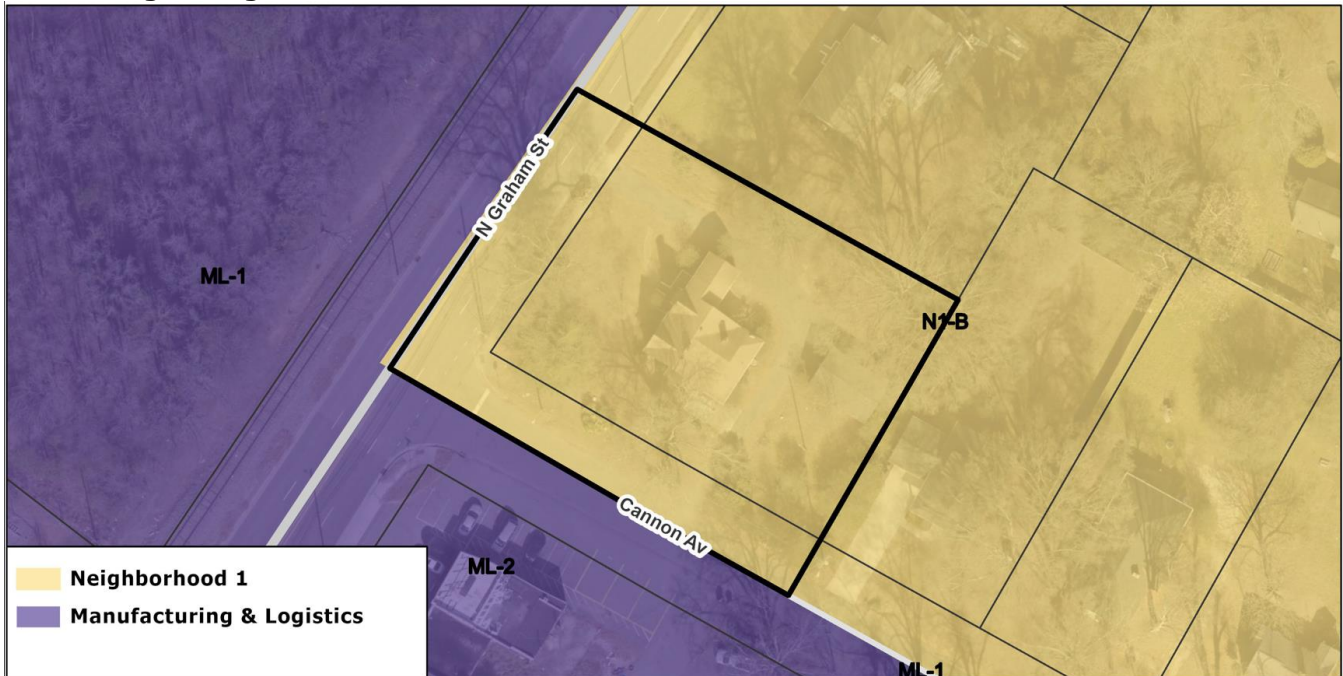 N Graham St
ML-1
N1-B
Cannon Av
ML-2
Neighborhood 1
Manufacturing & Logistics
ML-1